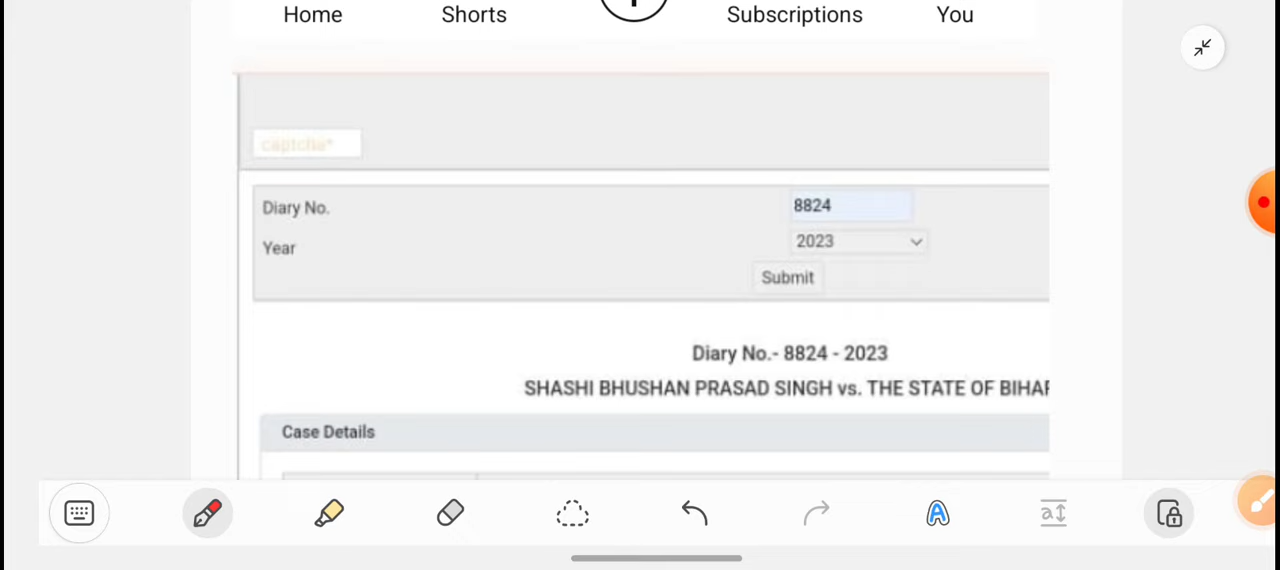 Home Shorts Subscriptions You
captcha*
Diary No. 8824
Year 2023
Submit
Diary No.- 8824 - 2023
SHASHI BHUSHAN PRASAD SINGH vs. THE STATE OF BIHAR
Case Details